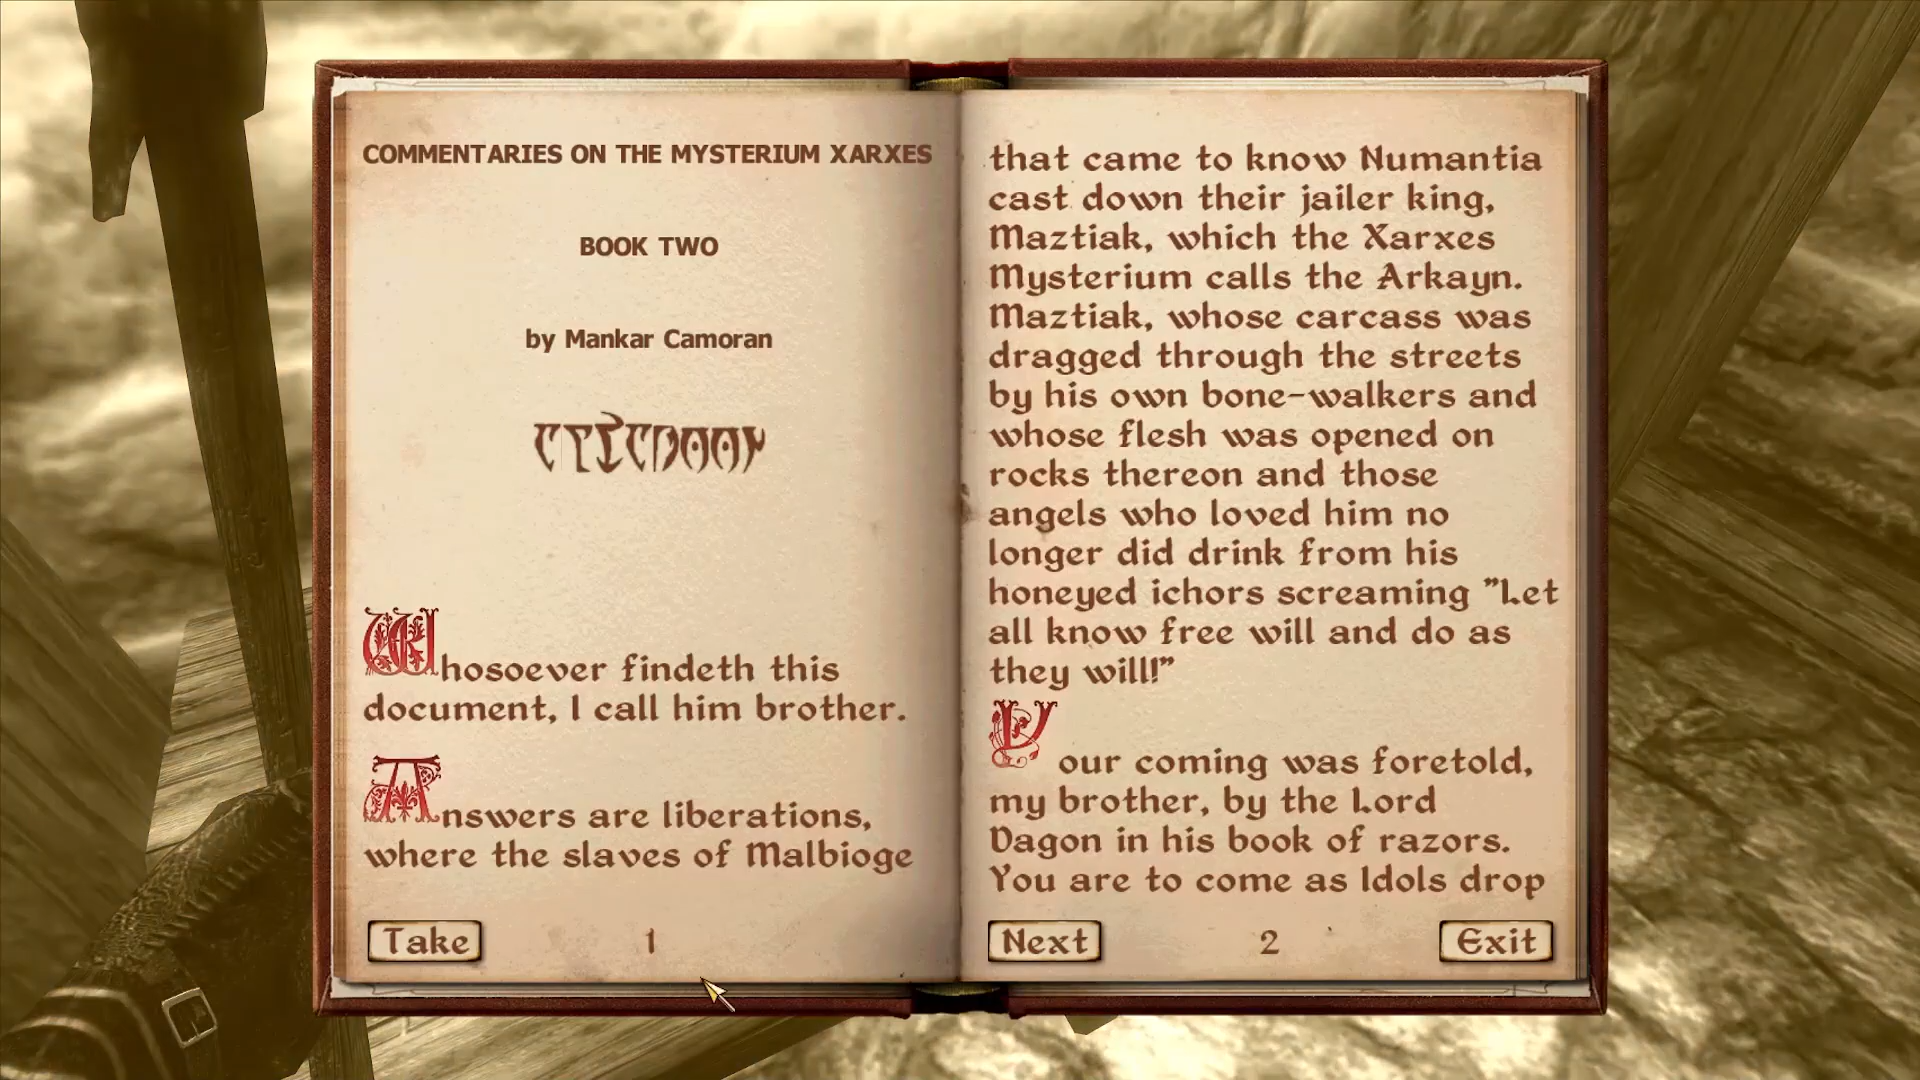 COMMENTARIES ON THE MYSTERIUM XARXES
BOOK TWO
by Mankar Camoran
Whosoever findeth this
document, I call him brother.
Answers are liberations,
where the slaves of Malbioge
Take
1
that came to know Numantia
cast down their jailer king,
Maztiak, which the Xarxes
Mysterium calls the Arkayn.
Maztiak, whose carcass was
dragged through the streets
by his own bone-walkers and
whose flesh was opened on
rocks thereon and those
angels who loved him no
longer did drink from his
honeyed ichors screaming "Let
all know free will and do as
they will!"
Your coming was foretold,
my brother, by the Lord
Dagon in his book of razors.
You are to come as Idols drop
Next
2
Exit